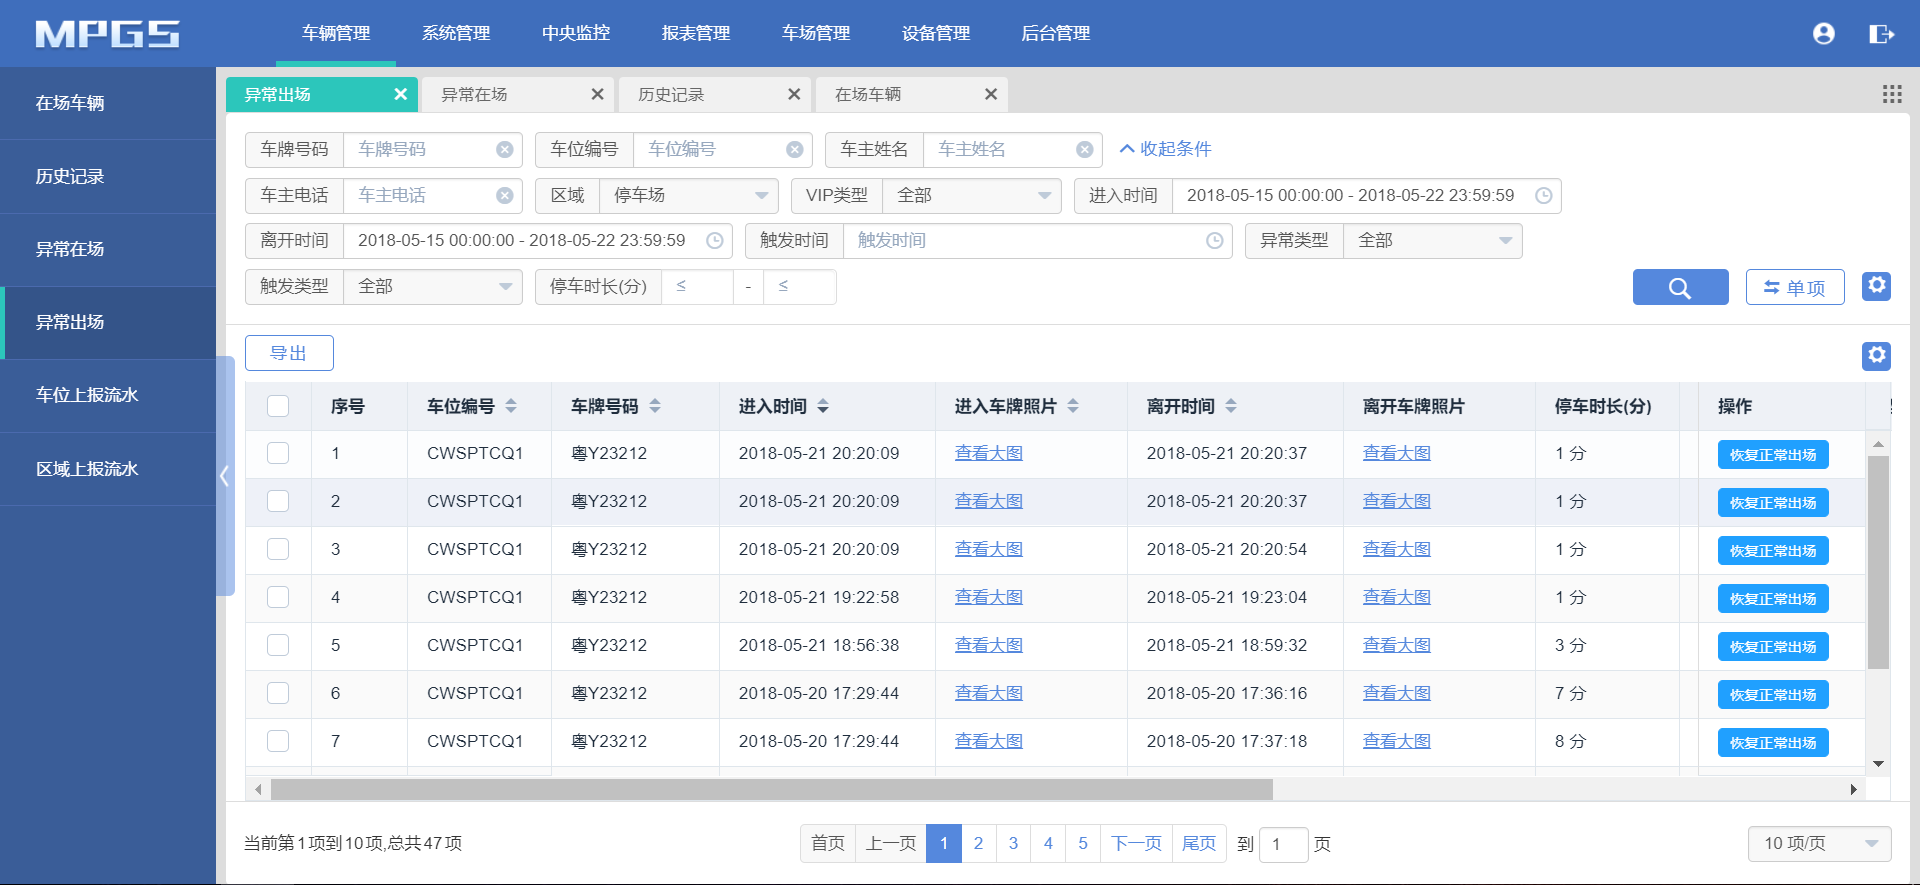 MPGS 车辆管理 系统管理 中央监控 报表管理 车场管理 设备管理 后台管理
在场车辆
历史记录
异常在场
异常出场
车位上报流水
区域上报流水
异常出场 异常在场 历史记录 在场车辆
车牌号码 车牌号码 车位编号 车位编号 车主姓名 车主姓名 收起条件
车主电话 车主电话 区域 停车场 VIP类型 全部 进入时间 2018-05-15 00:00:00 - 2018-05-22 23:59:59
离开时间 2018-05-15 00:00:00 - 2018-05-22 23:59:59 触发时间 触发时间 异常类型 全部
触发类型 全部 停车时长(分) ≤ - ≤ 单项
导出
序号 车位编号 车牌号码 进入时间 进入车牌照片 离开时间 离开车牌照片 停车时长(分) 操作
1 CWSPTCQ1 粤Y23212 2018-05-21 20:20:09 查看大图 2018-05-21 20:20:37 查看大图 1 分 恢复正常出场
2 CWSPTCQ1 粤Y23212 2018-05-21 20:20:09 查看大图 2018-05-21 20:20:37 查看大图 1 分 恢复正常出场
3 CWSPTCQ1 粤Y23212 2018-05-21 20:20:09 查看大图 2018-05-21 20:20:54 查看大图 1 分 恢复正常出场
4 CWSPTCQ1 粤Y23212 2018-05-21 19:22:58 查看大图 2018-05-21 19:23:04 查看大图 1 分 恢复正常出场
5 CWSPTCQ1 粤Y23212 2018-05-21 18:56:38 查看大图 2018-05-21 18:59:32 查看大图 3 分 恢复正常出场
6 CWSPTCQ1 粤Y23212 2018-05-20 17:29:44 查看大图 2018-05-20 17:36:16 查看大图 7 分 恢复正常出场
7 CWSPTCQ1 粤Y23212 2018-05-20 17:29:44 查看大图 2018-05-20 17:37:18 查看大图 8 分 恢复正常出场
当前第1项到10项,总共47项 首页 上一页 1 2 3 4 5 下一页 尾页 到 1 页 10 项/页